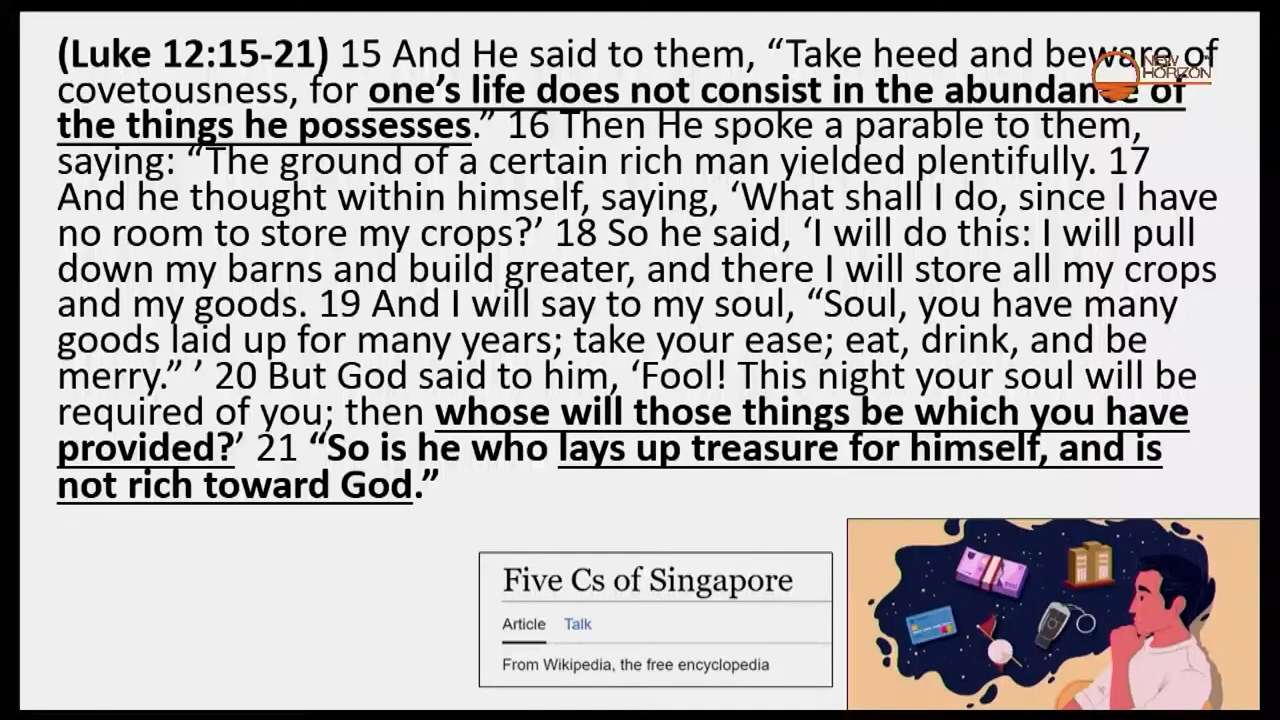 (Luke 12:15-21) 15 And He said to them, “Take heed and beware of
covetousness, for one’s life does not consist in the abundance of
the things he possesses.” 16 Then He spoke a parable to them,
saying: “The ground of a certain rich man yielded plentifully. 17
And he thought within himself, saying, ‘What shall I do, since I have
no room to store my crops?’ 18 So he said, ‘I will do this: I will pull
down my barns and build greater, and there I will store all my crops
and my goods. 19 And I will say to my soul, “Soul, you have many
goods laid up for many years; take your ease; eat, drink, and be
merry.” ’ 20 But God said to him, ‘Fool! This night your soul will be
required of you; then whose will those things be which you have
provided?’ 21 “So is he who lays up treasure for himself, and is
not rich toward God.”
NEW
HORIZON
Five Cs of Singapore
Article Talk
From Wikipedia, the free encyclopedia